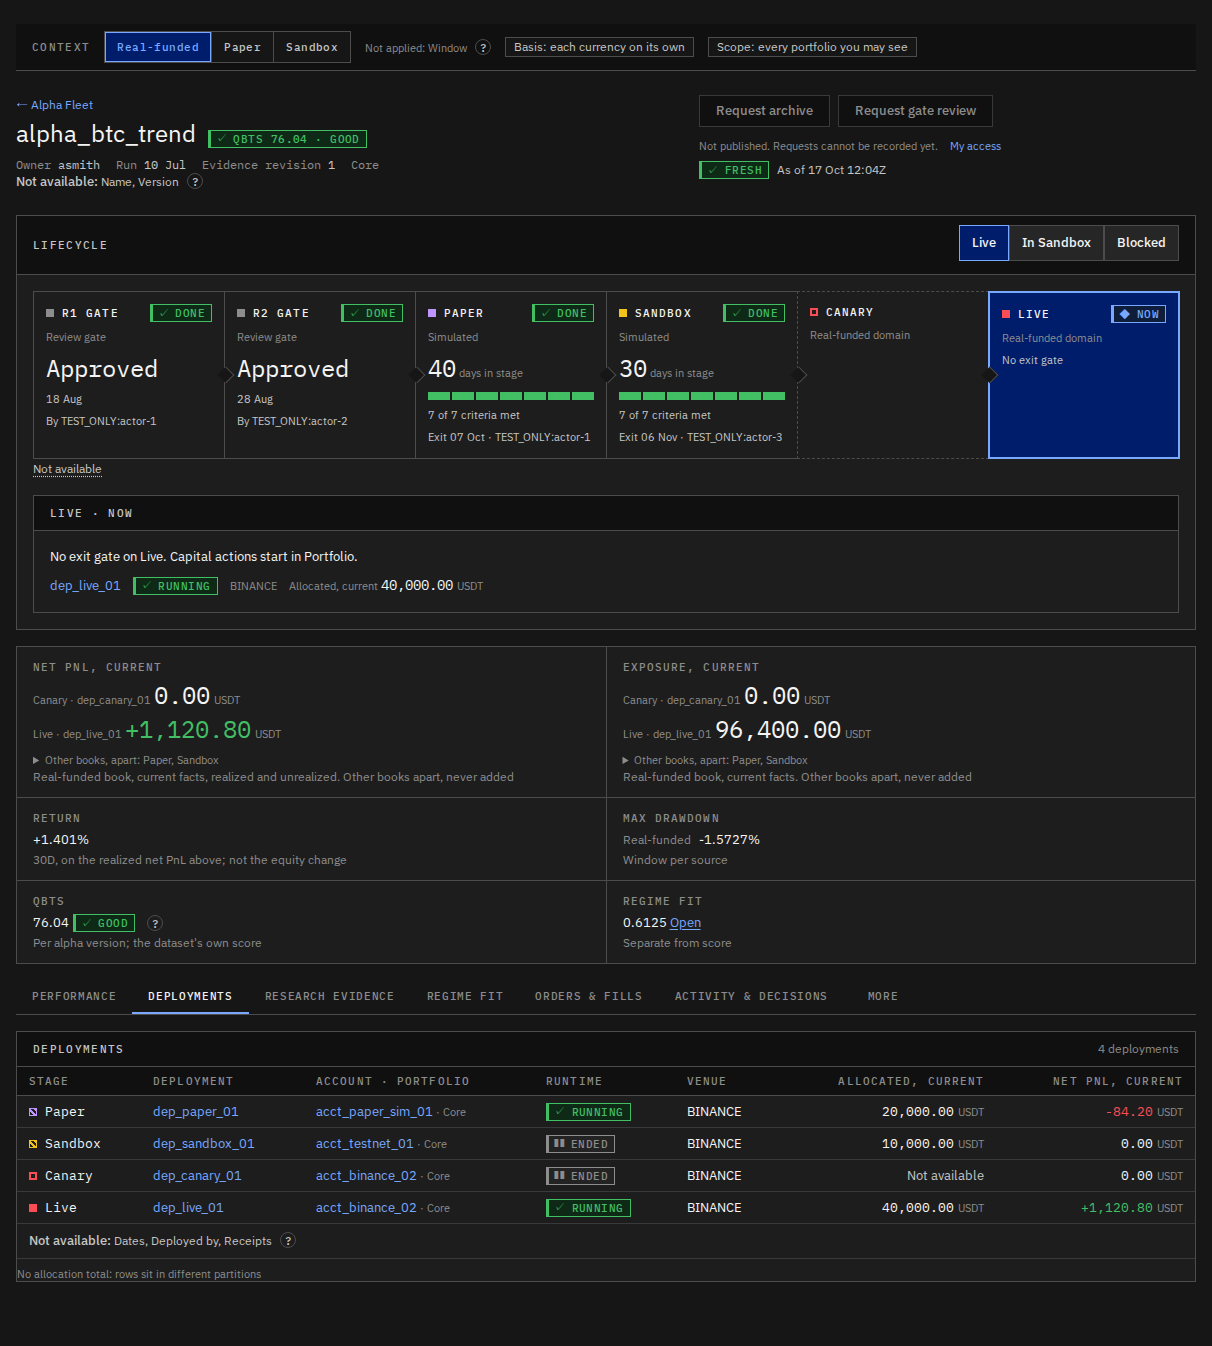 CONTEXT Real-funded Paper Sandbox Not applied: Window ? Basis: each currency on its own Scope: every portfolio you may see
← Alpha Fleet
alpha_btc_trend ✓ QBTS 76.04 · GOOD
Owner asmith Run 10 Jul Evidence revision 1 Core
Not available: Name, Version ?
Request archive Request gate review
Not published. Requests cannot be recorded yet. My access
✓ FRESH As of 17 Oct 12:04Z
LIFECYCLE
Live In Sandbox Blocked
R1 GATE ✓ DONE
Review gate
Approved
18 Aug
By TEST_ONLY:actor-1
R2 GATE ✓ DONE
Review gate
Approved
28 Aug
By TEST_ONLY:actor-2
PAPER ✓ DONE
Simulated
40 days in stage
7 of 7 criteria met
Exit 07 Oct · TEST_ONLY:actor-1
SANDBOX ✓ DONE
Simulated
30 days in stage
7 of 7 criteria met
Exit 06 Nov · TEST_ONLY:actor-3
CANARY
Real-funded domain
LIVE ◆ NOW
Real-funded domain
No exit gate
Not available
LIVE · NOW
No exit gate on Live. Capital actions start in Portfolio.
dep_live_01 ✓ RUNNING BINANCE Allocated, current 40,000.00 USDT
NET PNL, CURRENT
Canary · dep_canary_01 0.00 USDT
Live · dep_live_01 +1,120.80 USDT
▶ Other books, apart: Paper, Sandbox
Real-funded book, current facts, realized and unrealized. Other books apart, never added
EXPOSURE, CURRENT
Canary · dep_canary_01 0.00 USDT
Live · dep_live_01 96,400.00 USDT
▶ Other books, apart: Paper, Sandbox
Real-funded book, current facts. Other books apart, never added
RETURN
+1.401%
30D, on the realized net PnL above; not the equity change
MAX DRAWDOWN
Real-funded -1.5727%
Window per source
QBTS
76.04 ✓ GOOD ?
Per alpha version; the dataset's own score
REGIME FIT
0.6125 Open
Separate from score
PERFORMANCE DEPLOYMENTS RESEARCH EVIDENCE REGIME FIT ORDERS & FILLS ACTIVITY & DECISIONS MORE
DEPLOYMENTS 4 deployments
STAGE DEPLOYMENT ACCOUNT · PORTFOLIO RUNTIME VENUE ALLOCATED, CURRENT NET PNL, CURRENT
Paper dep_paper_01 acct_paper_sim_01 · Core ✓ RUNNING BINANCE 20,000.00 USDT -84.20 USDT
Sandbox dep_sandbox_01 acct_testnet_01 · Core ENDED BINANCE 10,000.00 USDT 0.00 USDT
Canary dep_canary_01 acct_binance_02 · Core ENDED BINANCE Not available 0.00 USDT
Live dep_live_01 acct_binance_02 · Core ✓ RUNNING BINANCE 40,000.00 USDT +1,120.80 USDT
Not available: Dates, Deployed by, Receipts ?
No allocation total: rows sit in different partitions